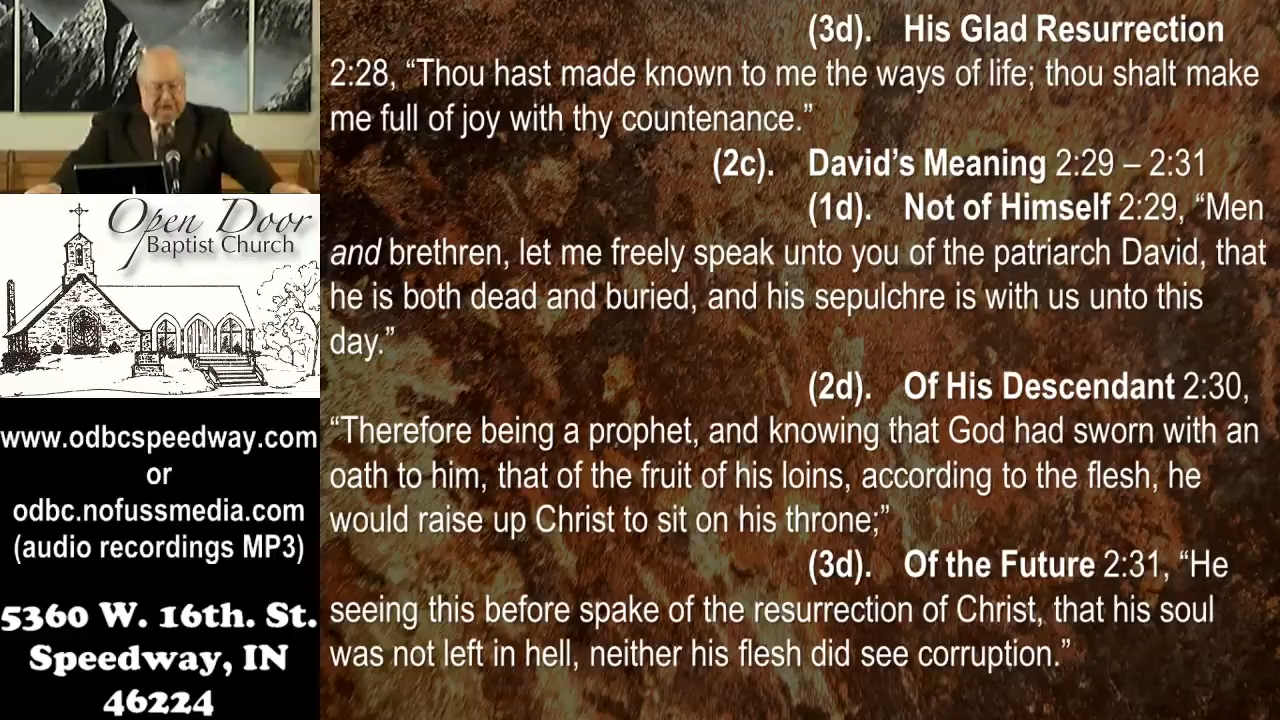 Open Door
Baptist Church
www.odbcspeedway.com
or
odbc.nofussmedia.com
(audio recordings MP3)
5360 W. 16th. St.
Speedway, IN
46224
(3d). His Glad Resurrection
2:28, “Thou hast made known to me the ways of life; thou shalt make
me full of joy with thy countenance.”
(2c). David’s Meaning 2:29 – 2:31
(1d). Not of Himself 2:29, “Men
and brethren, let me freely speak unto you of the patriarch David, that
he is both dead and buried, and his sepulchre is with us unto this
day.”
(2d). Of His Descendant 2:30,
“Therefore being a prophet, and knowing that God had sworn with an
oath to him, that of the fruit of his loins, according to the flesh, he
would raise up Christ to sit on his throne;”
(3d). Of the Future 2:31, “He
seeing this before spake of the resurrection of Christ, that his soul
was not left in hell, neither his flesh did see corruption.”